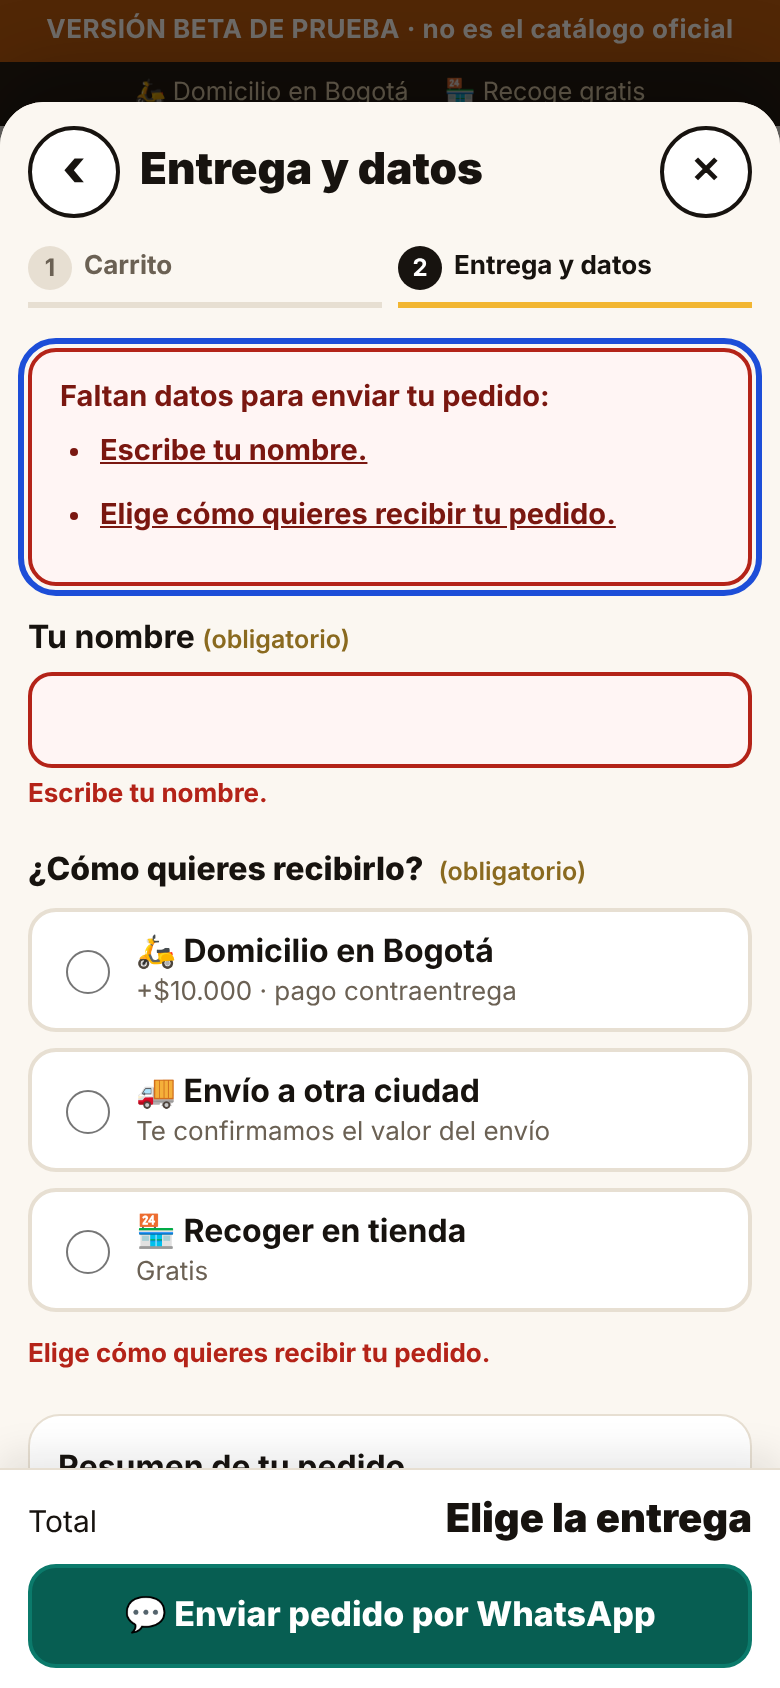 VERSIÓN BETA DE PRUEBA · no es el catálogo oficial
🛵 Domicilio en Bogotá 🏪 Recoge gratis
‹ Entrega y datos ✕
1 Carrito 2 Entrega y datos
Faltan datos para enviar tu pedido:
• Escribe tu nombre.
• Elige cómo quieres recibir tu pedido.
Tu nombre (obligatorio)
Escribe tu nombre.
¿Cómo quieres recibirlo? (obligatorio)
🛵 Domicilio en Bogotá
+$10.000 · pago contraentrega
🚚 Envío a otra ciudad
Te confirmamos el valor del envío
🏪 Recoger en tienda
Gratis
Elige cómo quieres recibir tu pedido.
Resumen de tu pedido
Total Elige la entrega
💬 Enviar pedido por WhatsApp